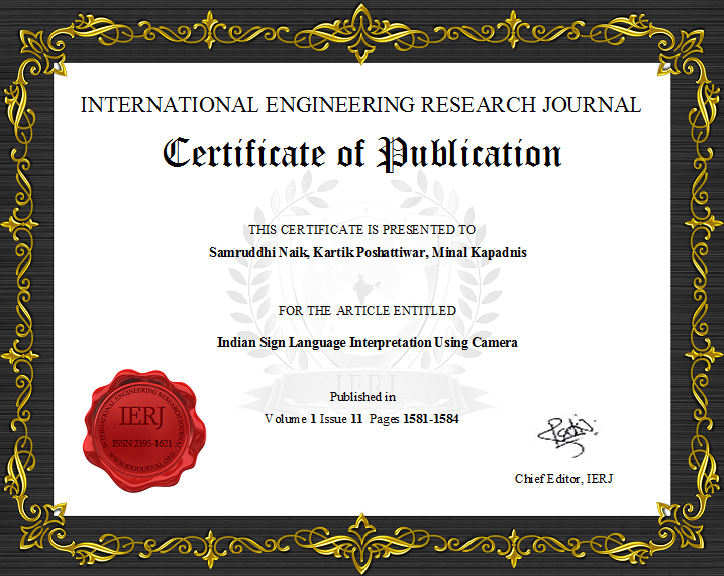 INTERNATIONAL ENGINEERING RESEARCH JOURNAL
Certificate of Publication
THIS CERTIFICATE IS PRESENTED TO
Samruddhi Naik, Kartik Poshattiwar, Minal Kapadnis
FOR THE ARTICLE ENTITLED
Indian Sign Language Interpretation Using Camera
IERJ
Published in
Volume 1 Issue 11 Pages 1581-1584
INTERNATIONAL ENGINEERING RESEARCH JOURNAL
IERJ
ISSN 2395-1621
WWW.IERJOURNAL.ORG
Chief Editor, IERJ